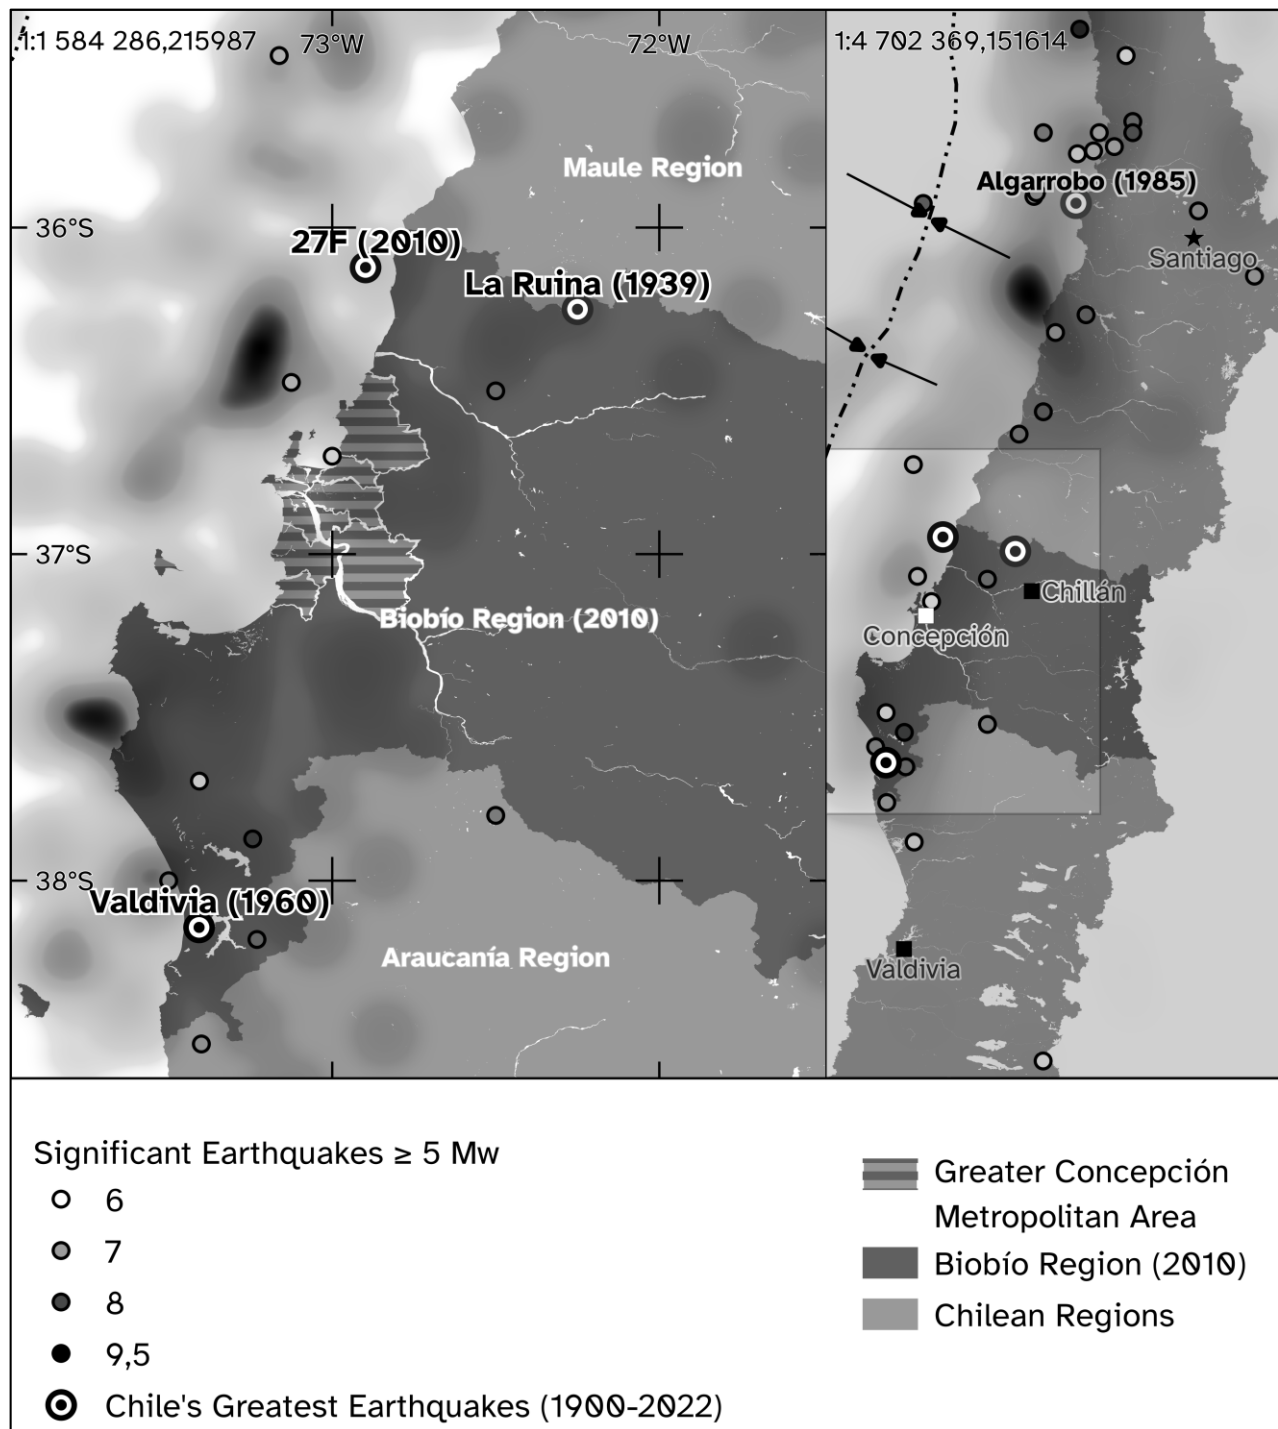 1:1 584 286,215987
73°W
72°W
1:4 702 369,151614
Maule Region
Algarrobo (1985)
36°S
27F (2010)
Santiago
La Ruina (1939)
37°S
Chillán
Biobío Region (2010)
Concepción
38°S
Valdivia (1960)
Araucanía Region
Valdivia
Significant Earthquakes ≥ 5 Mw
6
7
8
9,5
Chile's Greatest Earthquakes (1900-2022)
Greater Concepción
Metropolitan Area
Biobío Region (2010)
Chilean Regions